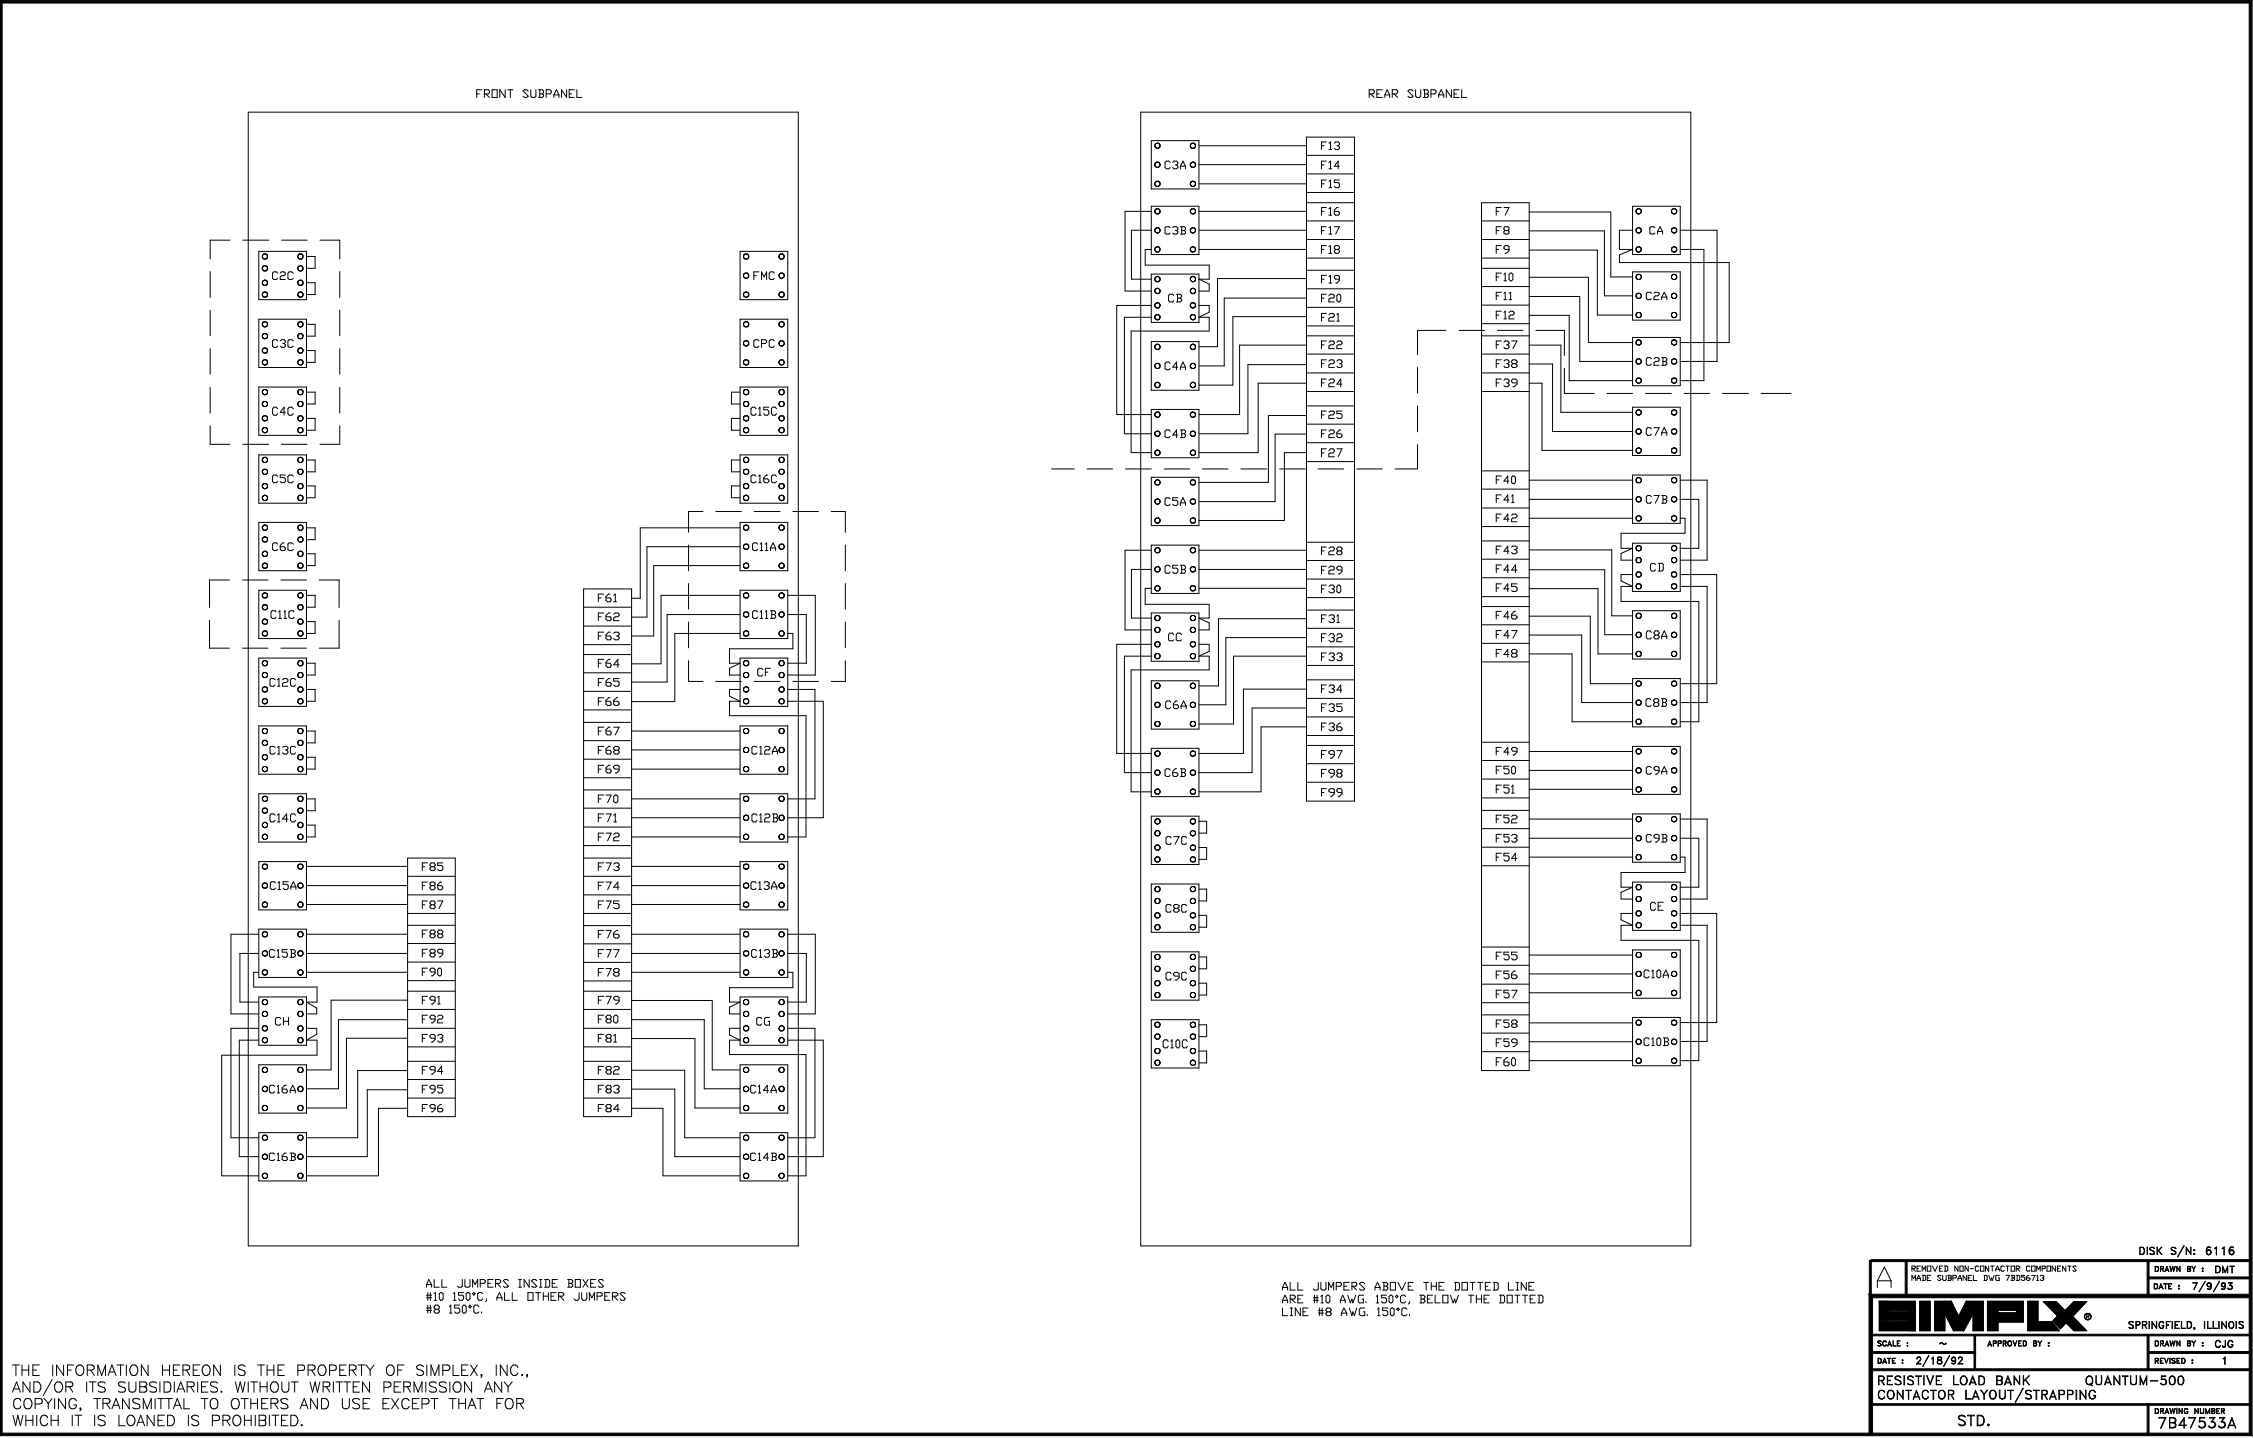 FRONT SUBPANEL
C2C
C3C
C4C
C5C
C6C
C11C
C12C
C13C
C14C
C15A
C15B
CH
C16A
C16B
F85
F86
F87
F88
F89
F90
F91
F92
F93
F94
F95
F96
F61
F62
F63
F64
F65
F66
F67
F68
F69
F70
F71
F72
F73
F74
F75
F76
F77
F78
F79
F80
F81
F82
F83
F84
FMC
CPC
C15C
C16C
C11A
C11B
CF
C12A
C12B
C13A
C13B
CG
C14A
C14B
ALL JUMPERS INSIDE BOXES
#10 150°C, ALL OTHER JUMPERS
#8 150°C.
REAR SUBPANEL
C3A
C3B
CB
C4A
C4B
C5A
C5B
CC
C6A
C6B
C7C
C8C
C9C
C10C
F13
F14
F15
F16
F17
F18
F19
F20
F21
F22
F23
F24
F25
F26
F27
F28
F29
F30
F31
F32
F33
F34
F35
F36
F97
F98
F99
F7
F8
F9
F10
F11
F12
F37
F38
F39
F40
F41
F42
F43
F44
F45
F46
F47
F48
F49
F50
F51
F52
F53
F54
F55
F56
F57
F58
F59
F60
CA
C2A
C2B
C7A
C7B
CD
C8A
C8B
C9A
C9B
CE
C10A
C10B
ALL JUMPERS ABOVE THE DOTTED LINE
ARE #10 AWG. 150°C, BELOW THE DOTTED
LINE #8 AWG. 150°C.
THE INFORMATION HEREON IS THE PROPERTY OF SIMPLEX, INC.,
AND/OR ITS SUBSIDIARIES. WITHOUT WRITTEN PERMISSION ANY
COPYING, TRANSMITTAL TO OTHERS AND USE EXCEPT THAT FOR
WHICH IT IS LOANED IS PROHIBITED.
DISK S/N: 6116
A
REMOVED NON-CONTACTOR COMPONENTS
MADE SUBPANEL DWG 7BD56713
DRAWN BY : DMT
DATE : 7/9/93
SIMPLX®
SPRINGFIELD, ILLINOIS
SCALE : ~
APPROVED BY :
DRAWN BY : CJG
DATE : 2/18/92
REVISED : 1
RESISTIVE LOAD BANK QUANTUM-500
CONTACTOR LAYOUT/STRAPPING
STD.
DRAWING NUMBER
7B47533A